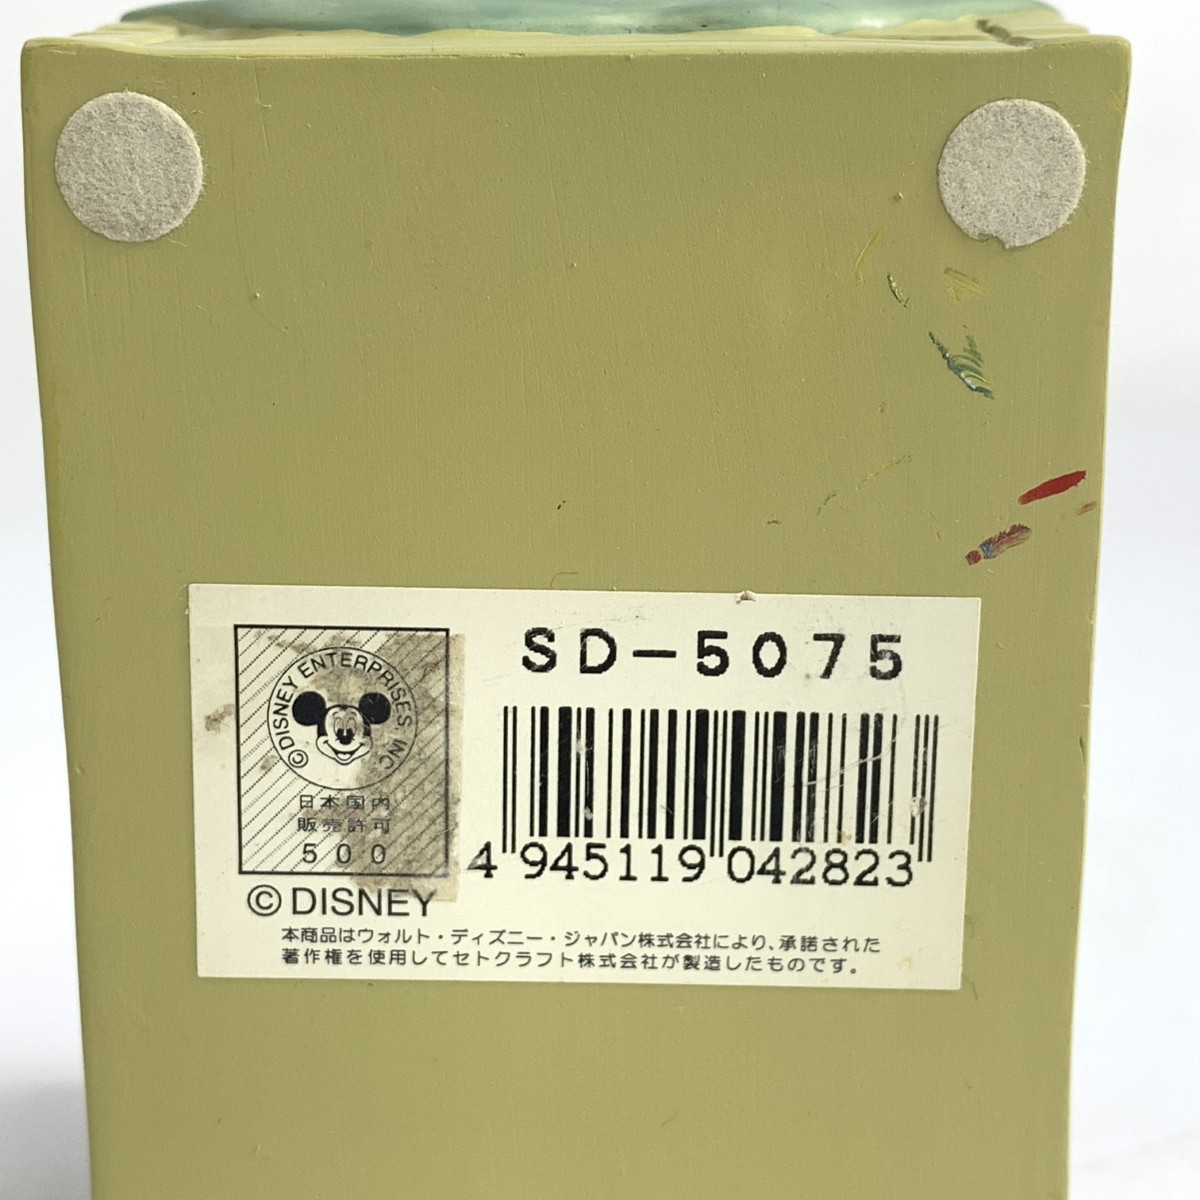 SD-5075
©DISNEY ENTERPRISES, INC.
日本国内
販売許可
500
4 945119 042823
©DISNEY
本商品はウォルト・ディズニー・ジャパン株式会社により、承諾された
著作権を使用してセトクラフト株式会社が製造したものです。